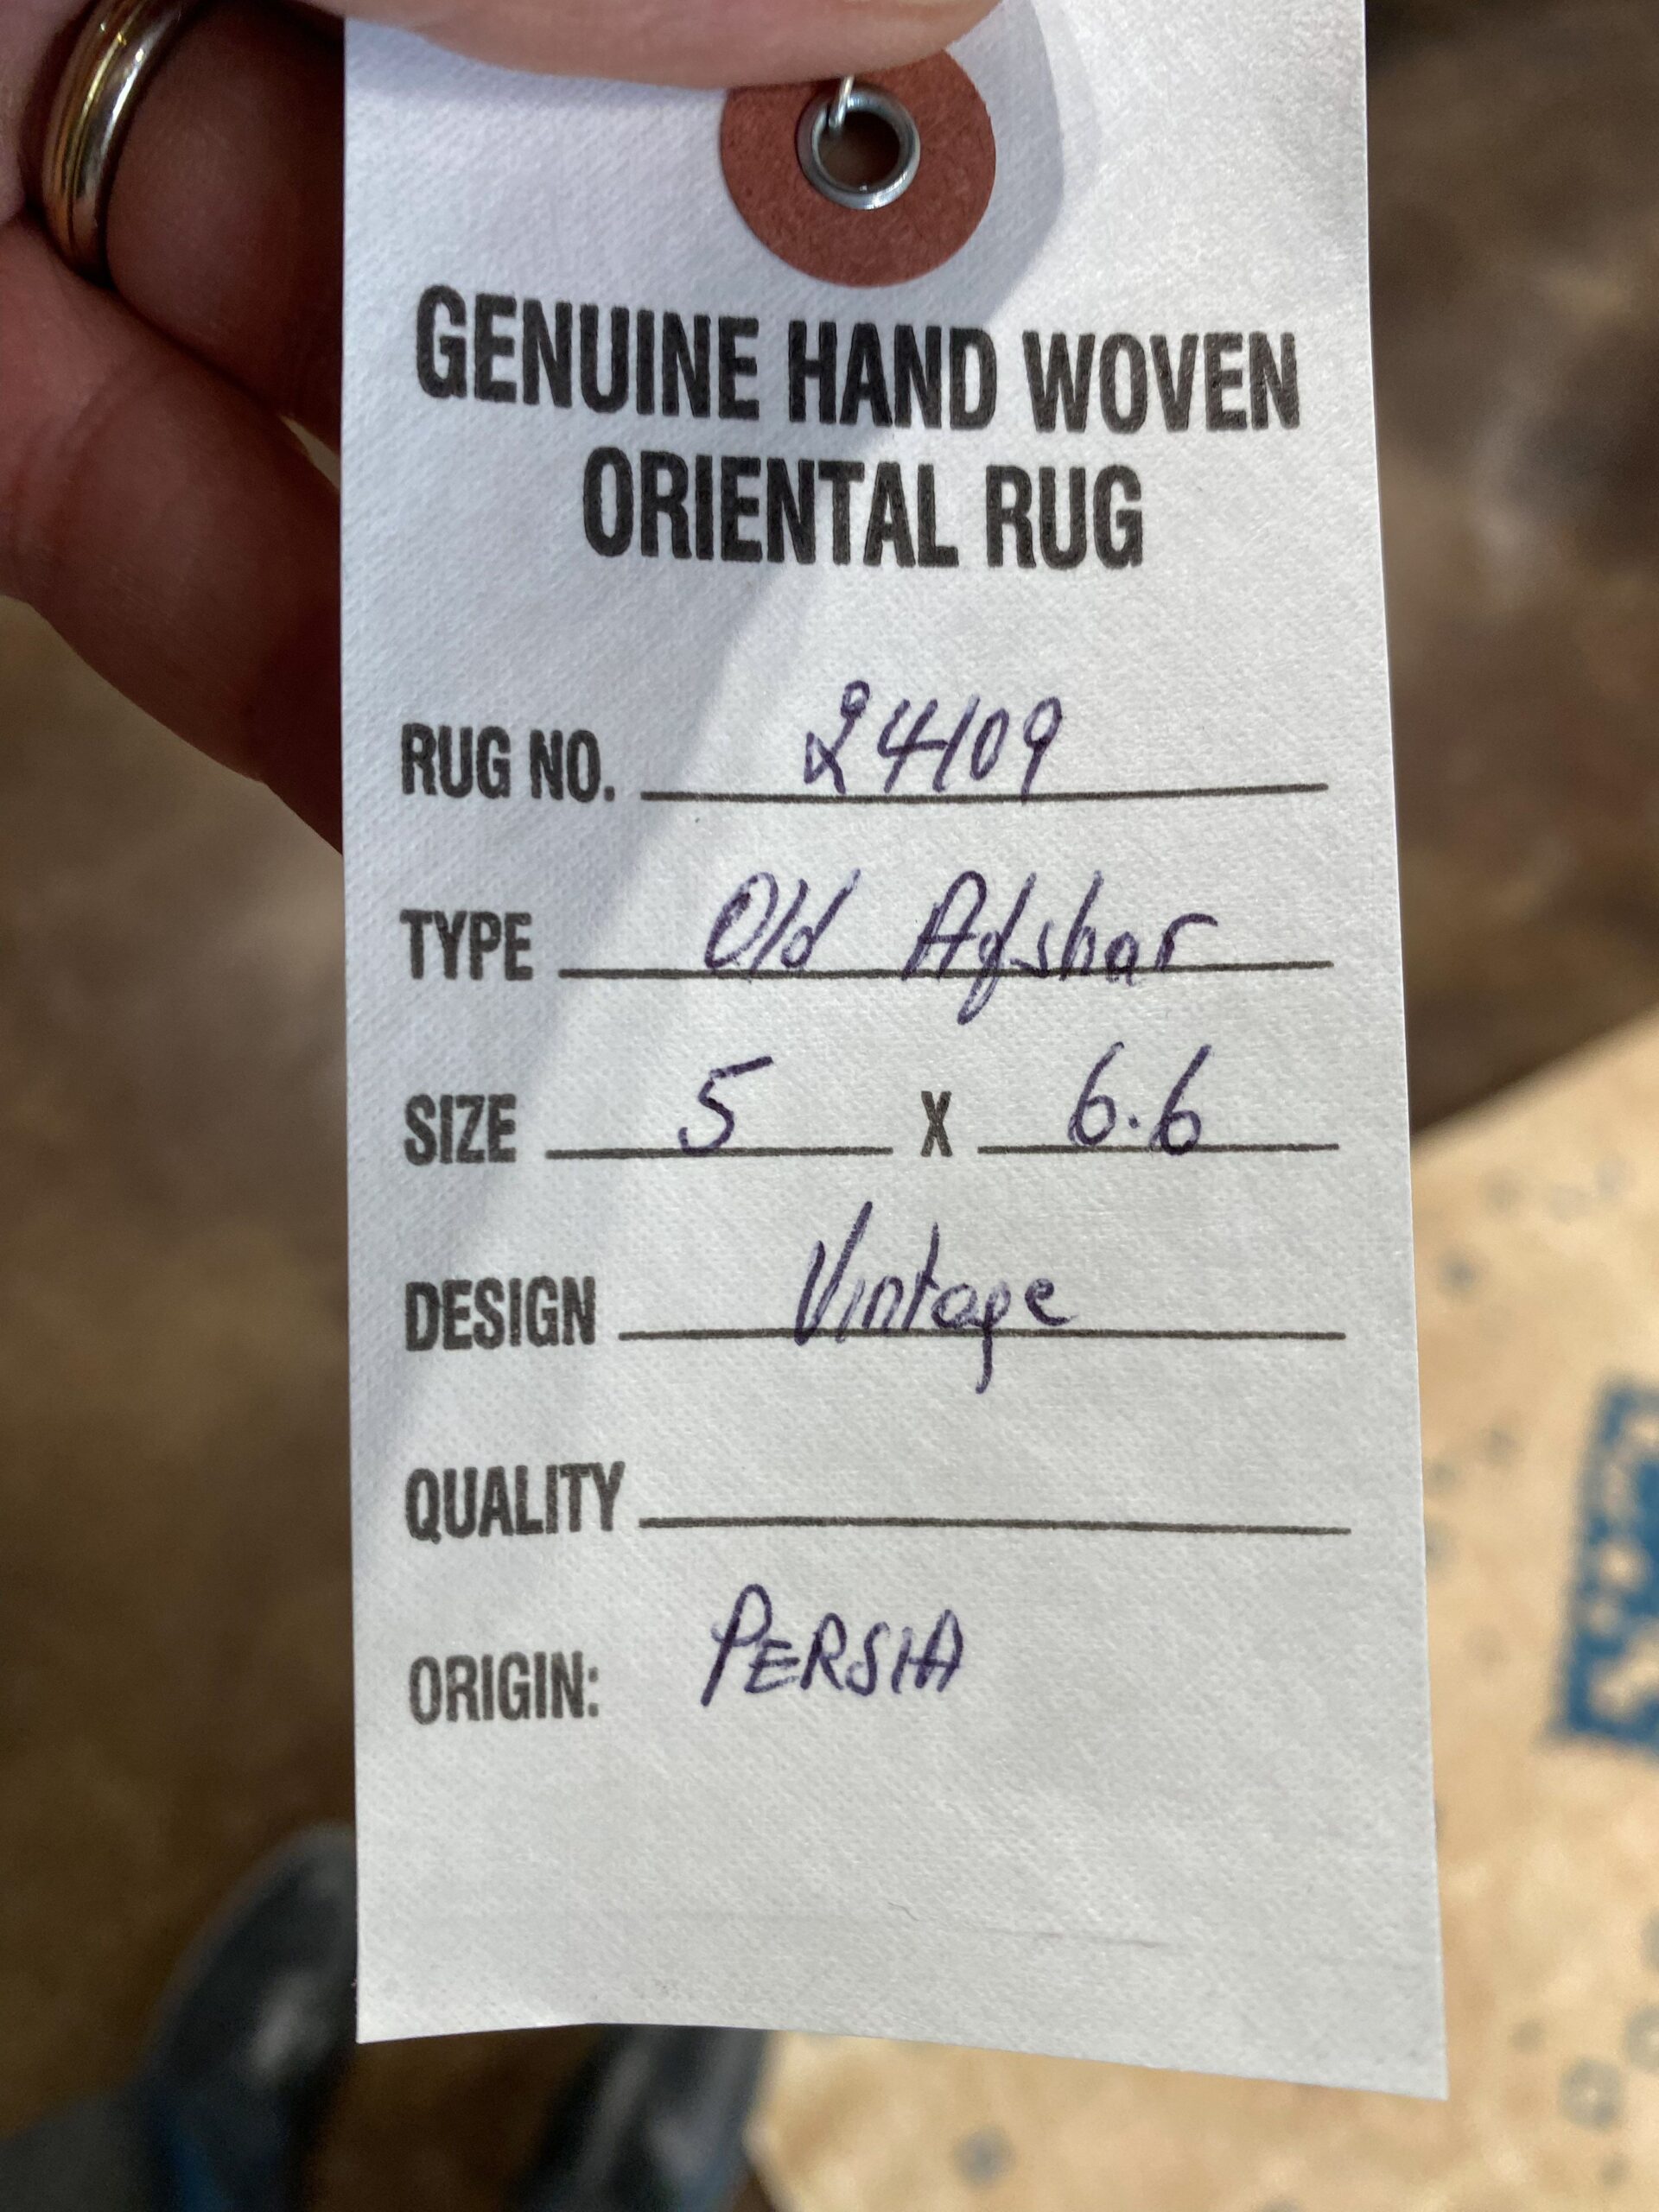 GENUINE HAND WOVEN
ORIENTAL RUG
RUG NO. 24109
TYPE Old Afshar
SIZE 5 X 6.6
DESIGN Vintage
QUALITY
ORIGIN: PERSIA